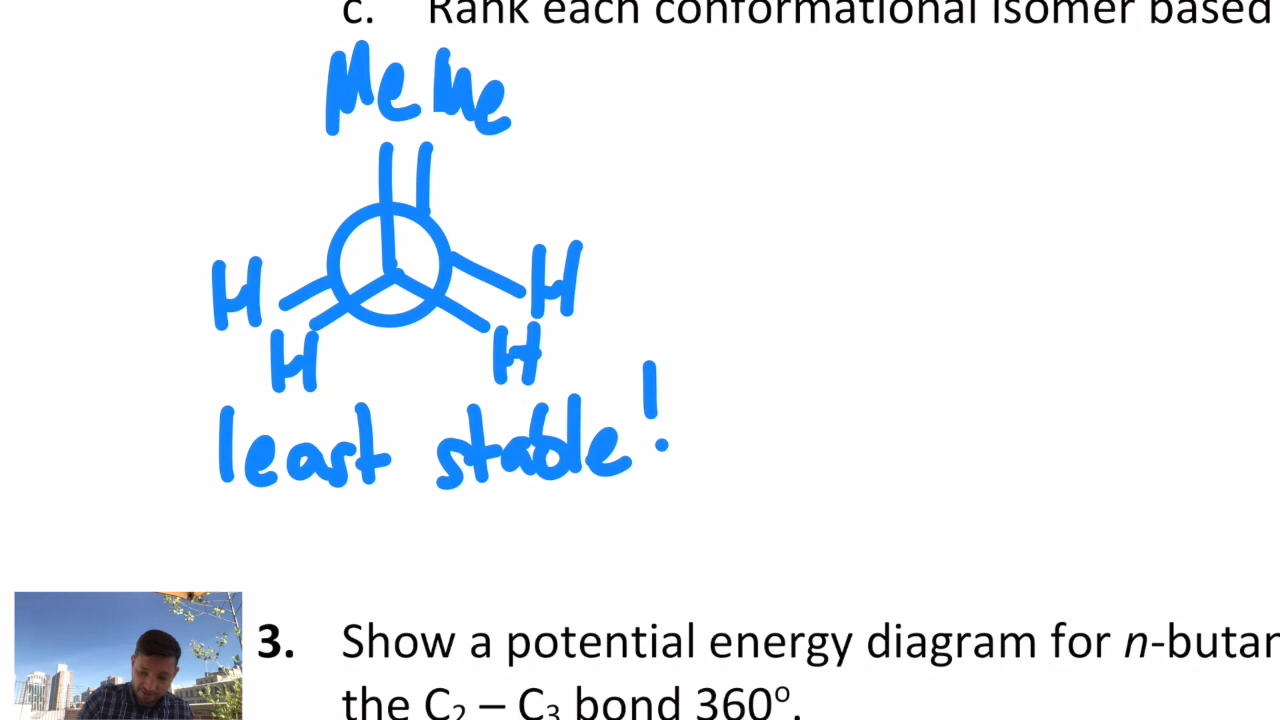 c. Rank each conformational isomer based
Me Me
H H
H H
least stable!
3. Show a potential energy diagram for n-butan
the C₂ – C₃ bond 360º.